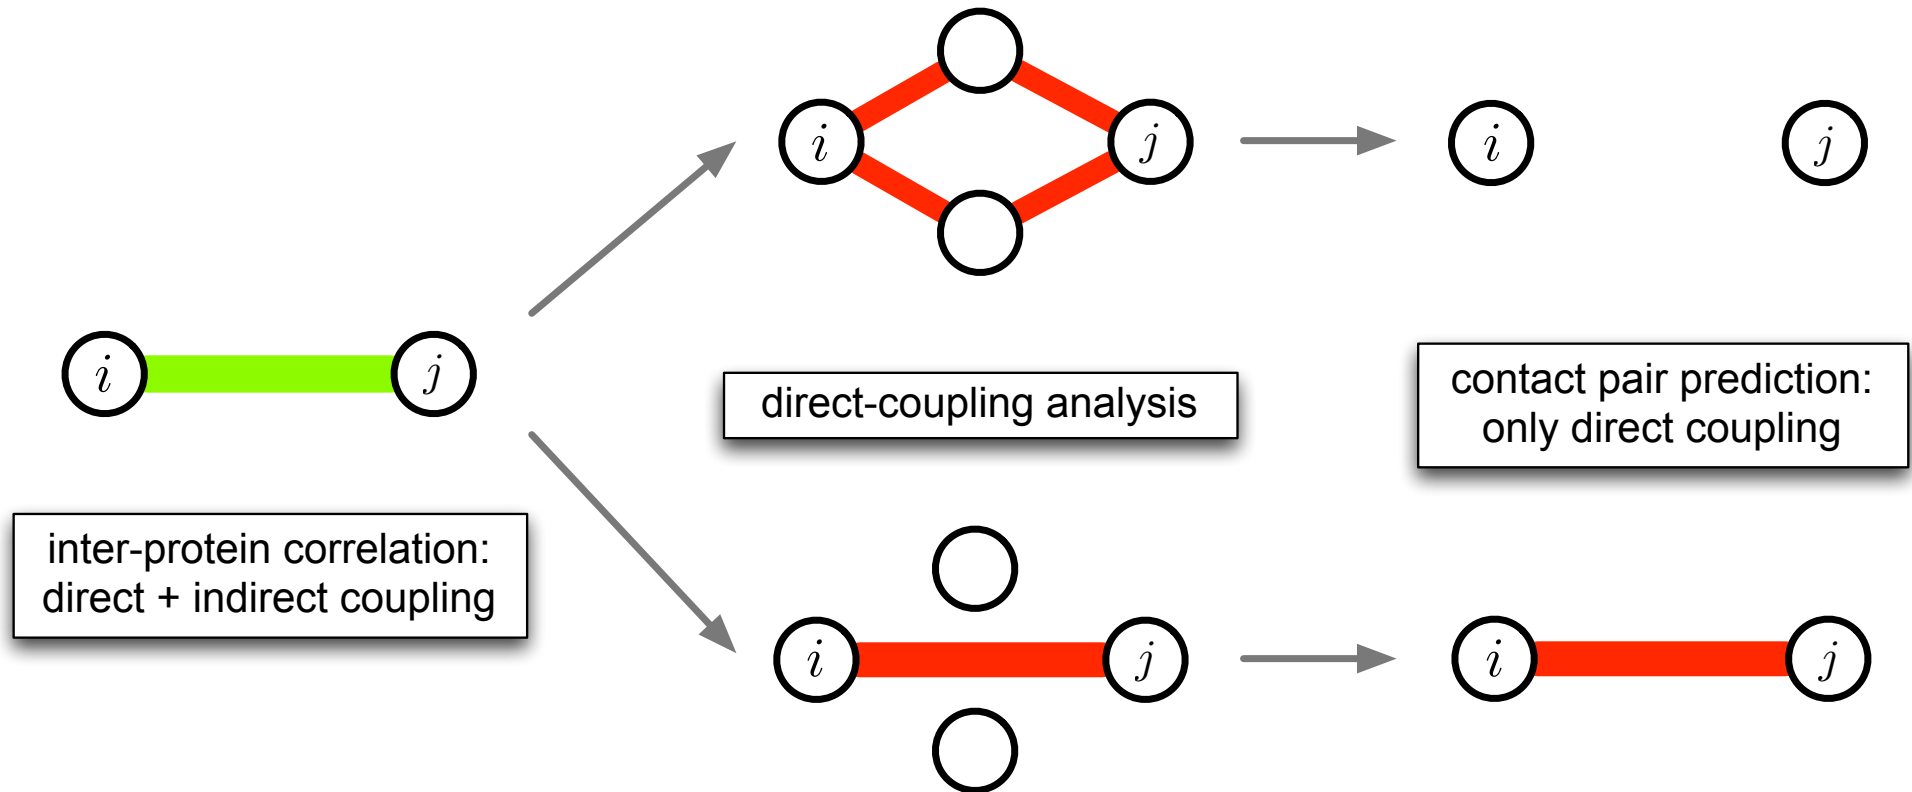 i
j
inter-protein correlation:
direct + indirect coupling
i
j
direct-coupling analysis
i
j
i
j
contact pair prediction:
only direct coupling
i
j